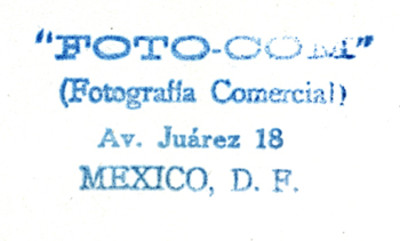 "FOTO-COM"
(Fotografía Comercial)
Av. Juárez 18
MEXICO, D. F.